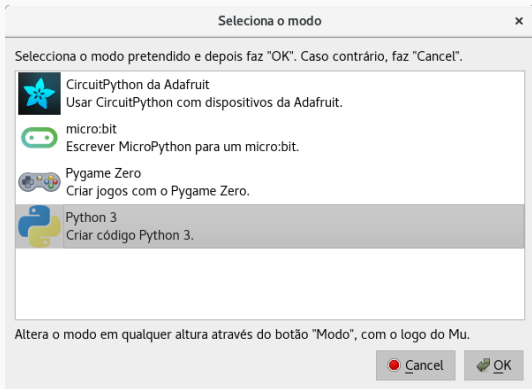 Seleciona o modo
Selecciona o modo pretendido e depois faz "OK". Caso contrário, faz "Cancel".
CircuitPython da Adafruit
Usar CircuitPython com dispositivos da Adafruit.
micro:bit
Escrever MicroPython para um micro:bit.
Pygame Zero
Criar jogos com o Pygame Zero.
Python 3
Criar código Python 3.
Altera o modo em qualquer altura através do botão "Modo", com o logo do Mu.
Cancel
OK